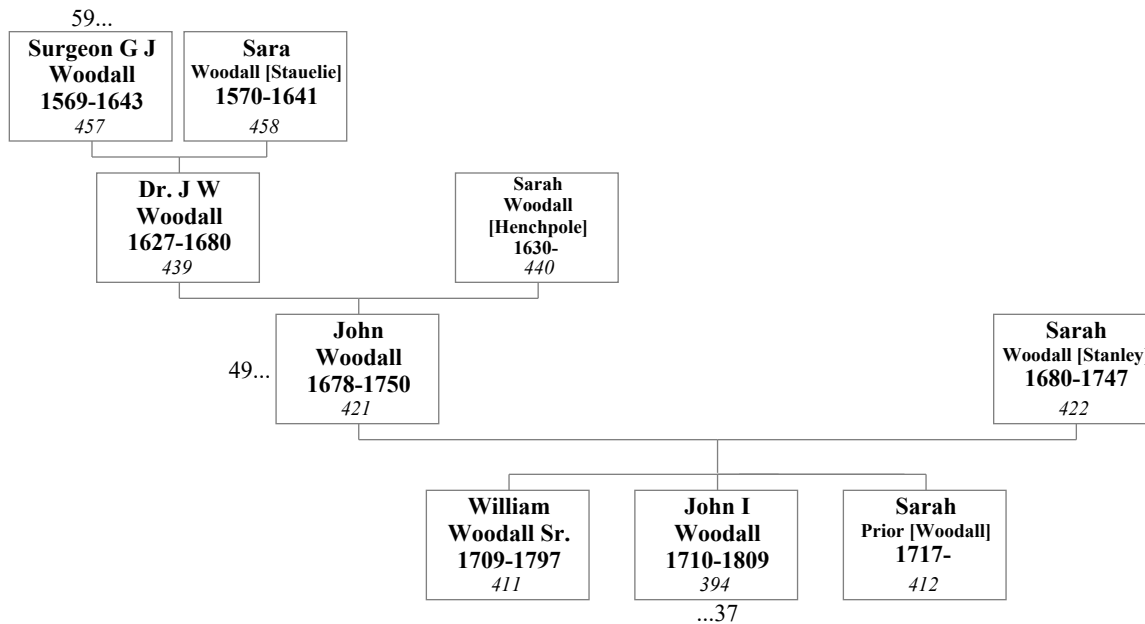 59...
Surgeon G J
Woodall
1569-1643
457
Sara
Woodall [Stauelie]
1570-1641
458
Dr. J W
Woodall
1627-1680
439
Sarah
Woodall
[Henchpole]
1630-
440
49...
John
Woodall
1678-1750
421
Sarah
Woodall [Stanley]
1680-1747
422
William
Woodall Sr.
1709-1797
411
John I
Woodall
1710-1809
394
Sarah
Prior [Woodall]
1717-
412
...37